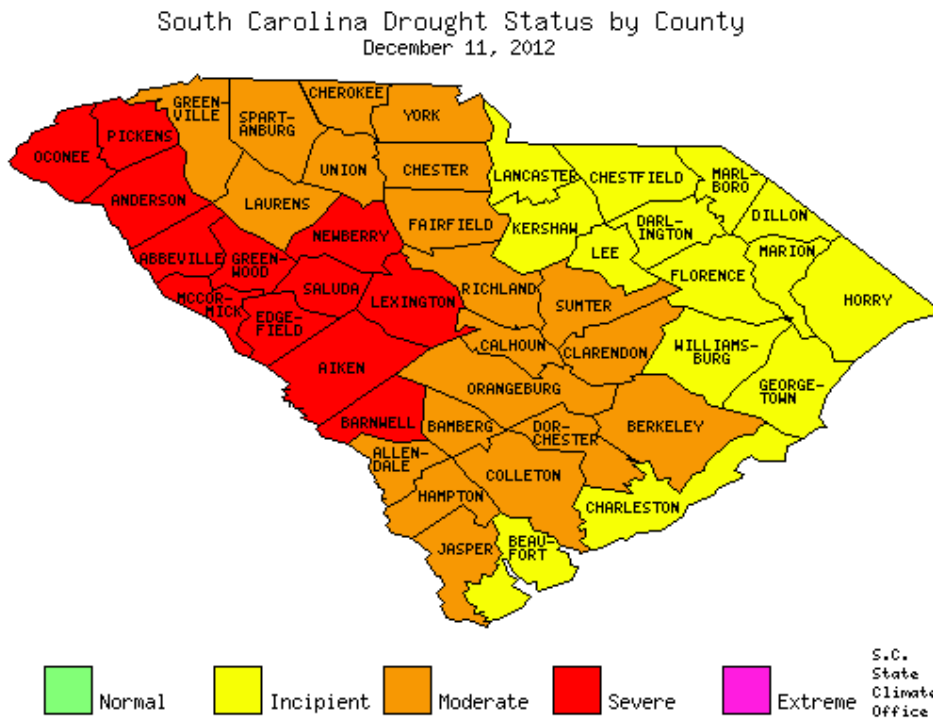 South Carolina Drought Status by County
December 11, 2012
CHEROKEE
GREEN-
VILLE
SPART-
ANBURG
YORK
PICKENS
OCONEE
UNION
CHESTER
LANCASTER
CHESTFIELD
MARL-
BORO
ANDERSON
LAURENS
DILLON
FAIRFIELD
KERSHAW
DARL-
INGTON
NEWBERRY
LEE
MARION
ABBEVILLE
GREEN-
WOOD
FLORENCE
SALUDA
LEXINGTON
RICHLAND
SUMTER
HORRY
MCCOR-
MICK
EDGE-
FIELD
CALHOUN
CLARENDON
WILLIAMS-
BURG
AIKEN
ORANGEBURG
GEORGE-
TOWN
BARNWELL
BAMBERG
DOR-
CHESTER
BERKELEY
ALLEN-
DALE
COLLETON
HAMPTON
CHARLESTON
JASPER
BEAU-
FORT
Normal
Incipient
Moderate
Severe
Extreme
S.C.
State
Climate
Office